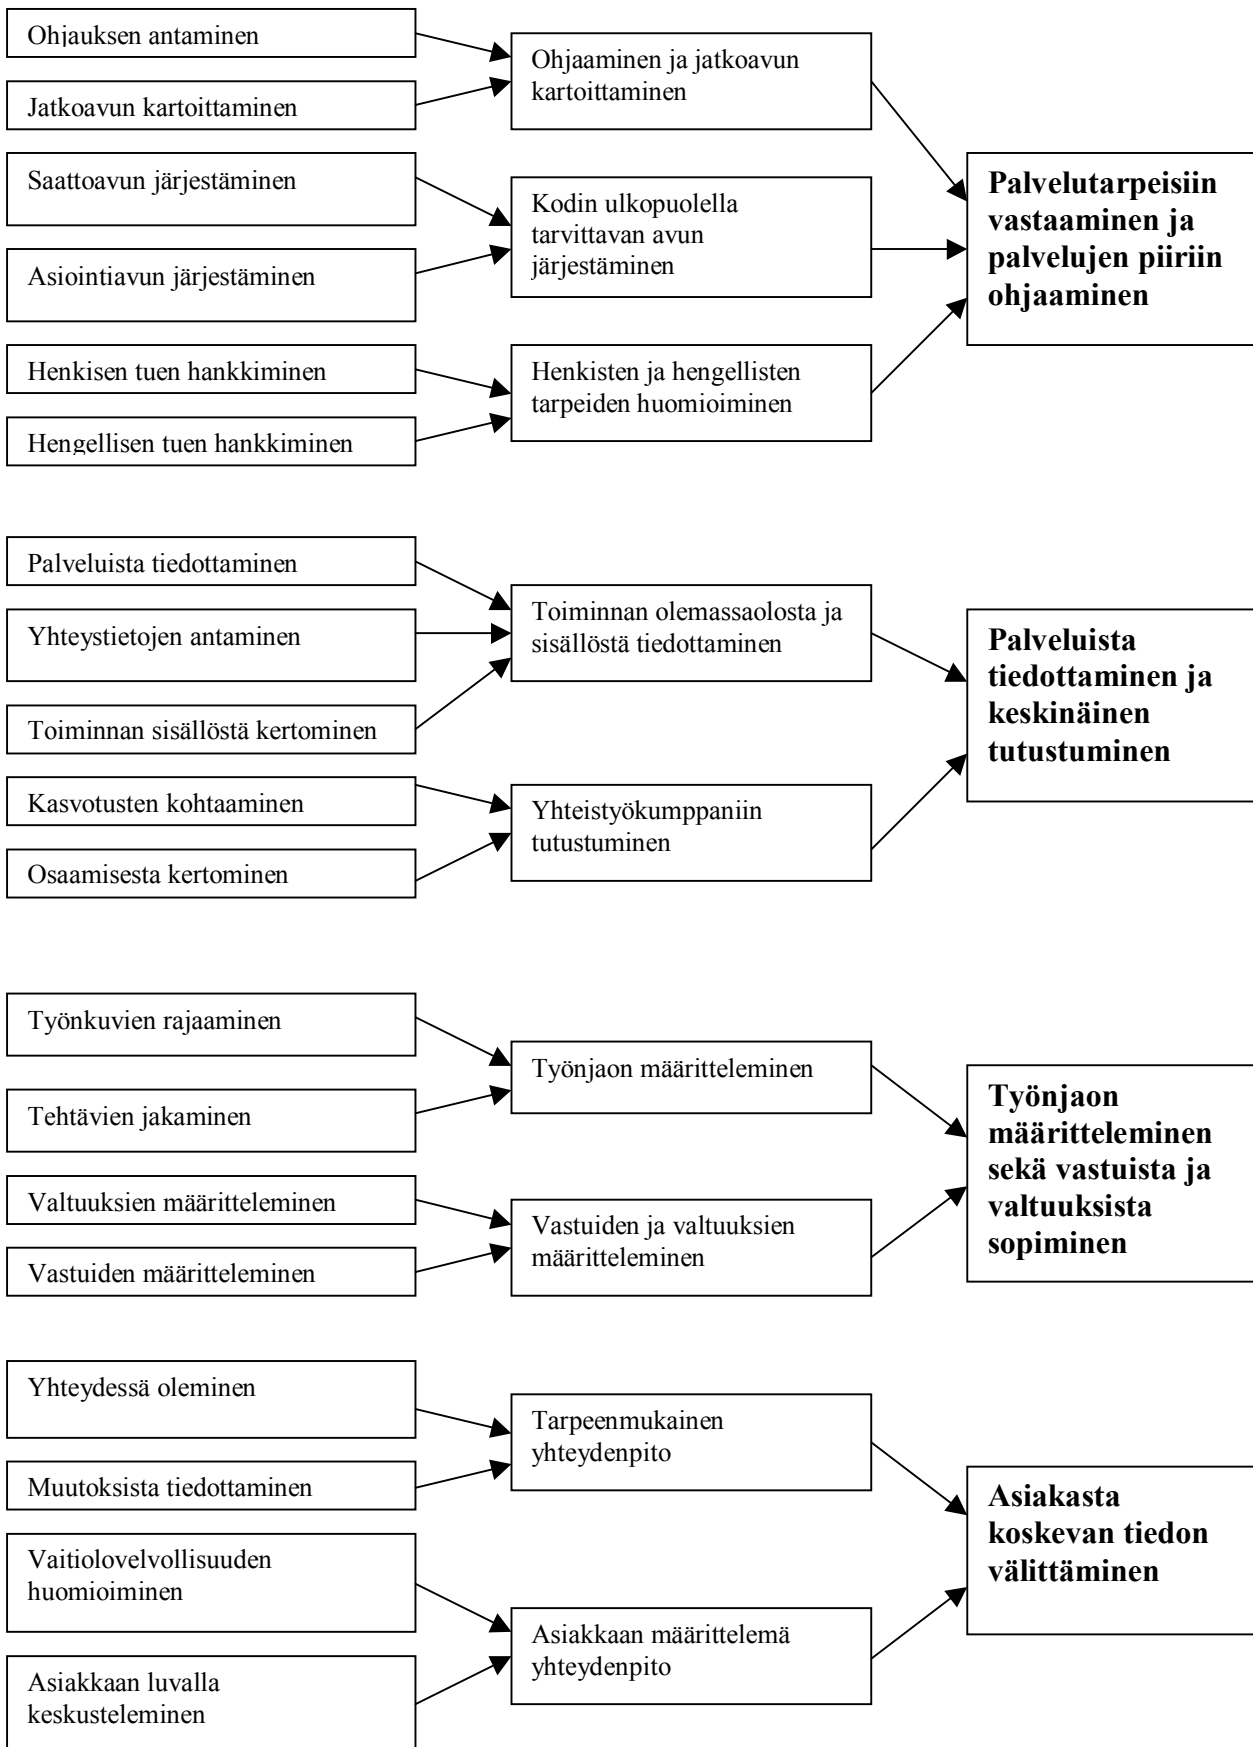 Ohjauksen antaminen
Jatkoavun kartoittaminen
Ohjaaminen ja jatkoavun
kartoittaminen
Saattoavun järjestäminen
Asiointiavun järjestäminen
Kodin ulkopuolella
tarvittavan avun
järjestäminen
Henkisen tuen hankkiminen
Hengellisen tuen hankkiminen
Henkisten ja hengellisten
tarpeiden huomioiminen
Palvelutarpeisiin
vastaaminen ja
palvelujen piiriin
ohjaaminen
Palveluista tiedottaminen
Yhteystietojen antaminen
Toiminnan sisällöstä kertominen
Toiminnan olemassaolosta ja
sisällöstä tiedottaminen
Kasvotusten kohtaaminen
Osaamisesta kertominen
Yhteistyökumppaniin
tutustuminen
Palveluista
tiedottaminen ja
keskinäinen
tutustuminen
Työnkuvien rajaaminen
Tehtävien jakaminen
Työnjaon määritteleminen
Valtuuksien määritteleminen
Vastuiden määritteleminen
Vastuiden ja valtuuksien
määritteleminen
Työnjaon
määritteleminen
sekä vastuista ja
valtuuksista
sopiminen
Yhteydessä oleminen
Muutoksista tiedottaminen
Tarpeenmukainen
yhteydenpito
Vaitiolovelvollisuuden
huomioiminen
Asiakkaan luvalla
keskusteleminen
Asiakkaan määrittelemä
yhteydenpito
Asiakasta
koskevan tiedon
välittäminen